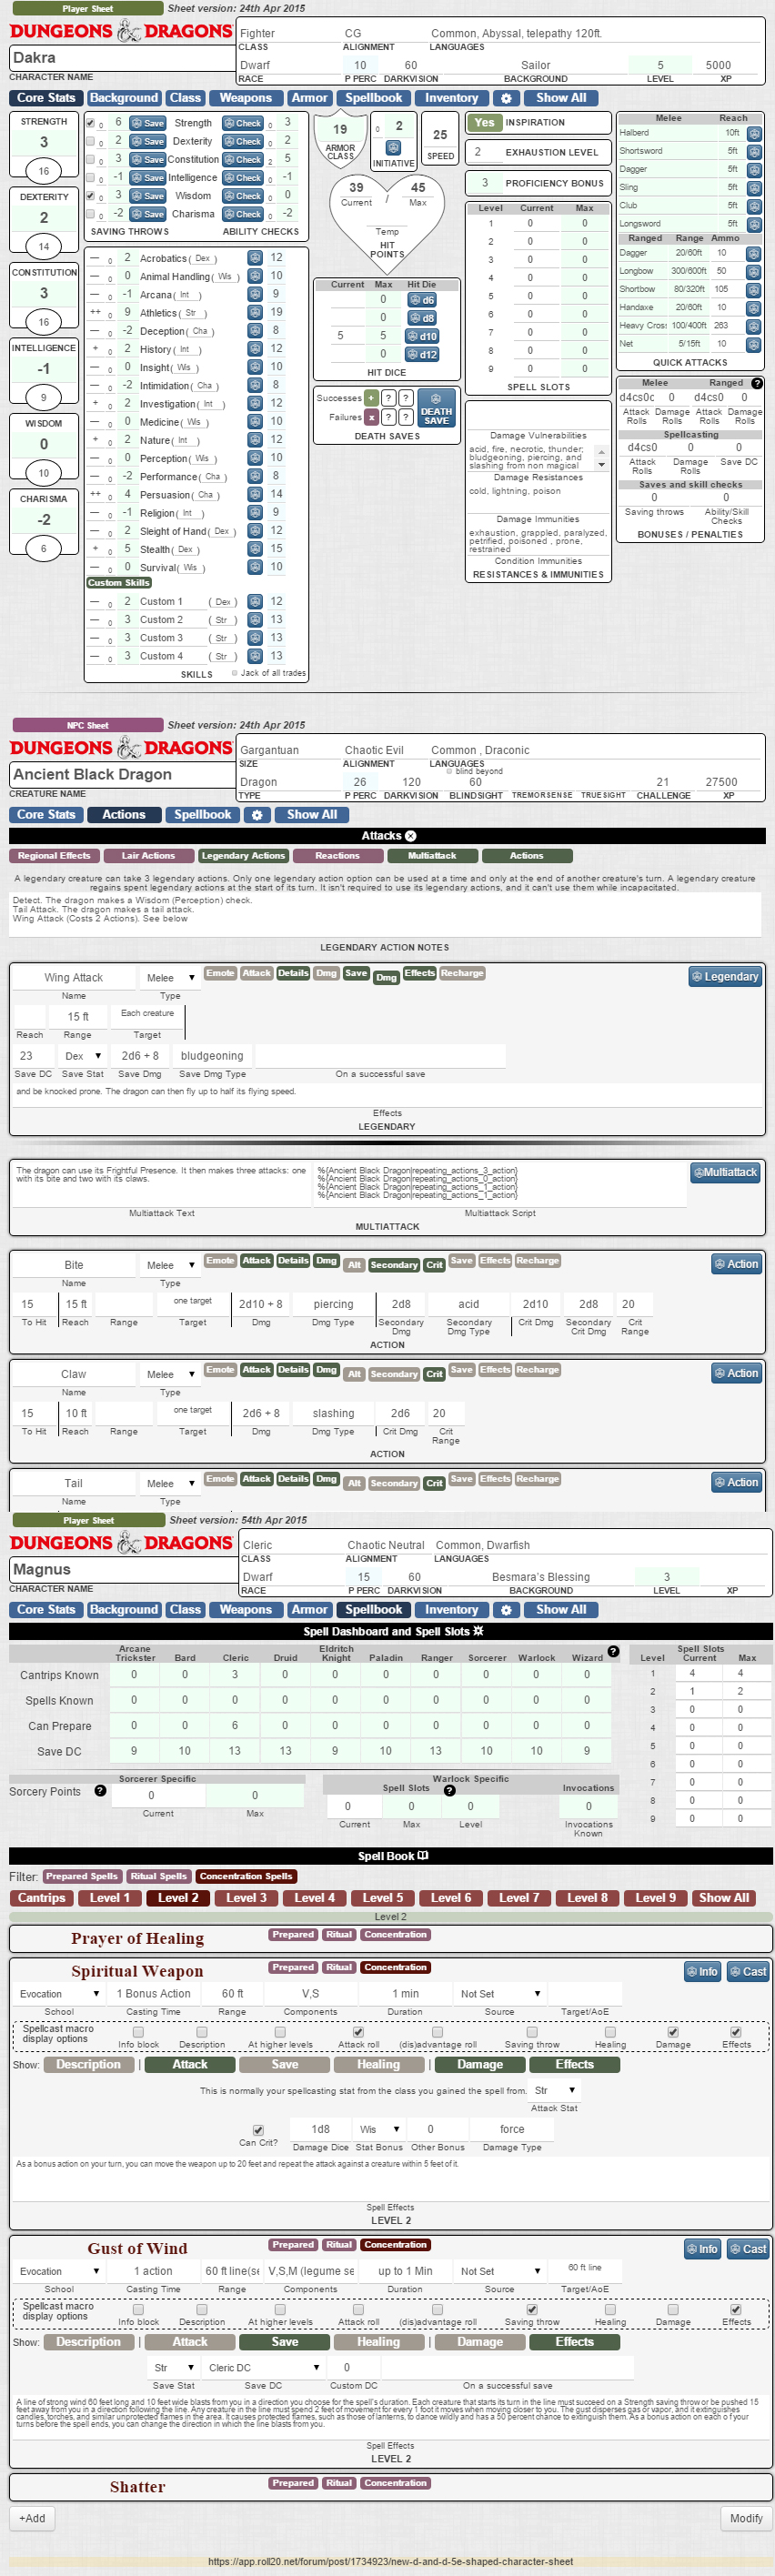 Player Sheet Sheet version: 24th Apr 2015
DUNGEONS & DRAGONS
Fighter CG Common, Abyssal, telepathy 120ft.
CLASS ALIGNMENT LANGUAGES
Dakra
Dwarf 10 60 Sailor 5 5000
CHARACTER NAME RACE P PERC DARKVISION BACKGROUND LEVEL XP
Core Stats Background Class Weapons Armor Spellbook Inventory Show All
STRENGTH
3
16
DEXTERITY
2
14
CONSTITUTION
3
16
INTELLIGENCE
-1
9
WISDOM
0
10
CHARISMA
-2
6
0 6 Save Strength Check 0 3
0 2 Save Dexterity Check 0 2
0 3 Save Constitution Check 2 5
0 -1 Save Intelligence Check 0 -1
0 3 Save Wisdom Check 0 0
0 -2 Save Charisma Check 0 -2
SAVING THROWS ABILITY CHECKS
— 0 2 Acrobatics ( Dex ) 12
— 0 0 Animal Handling ( Wis ) 10
— 0 -1 Arcana ( Int ) 9
++ 0 9 Athletics ( Str ) 19
— 0 -2 Deception ( Cha ) 8
+ 0 2 History ( Int ) 12
— 0 0 Insight ( Wis ) 10
— 0 -2 Intimidation ( Cha ) 8
+ 0 2 Investigation ( Int ) 12
— 0 0 Medicine ( Wis ) 10
+ 0 2 Nature ( Int ) 12
— 0 0 Perception ( Wis ) 10
— 0 -2 Performance ( Cha ) 8
++ 0 4 Persuasion ( Cha ) 14
— 0 -1 Religion ( Int ) 9
— 0 2 Sleight of Hand ( Dex ) 12
+ 0 5 Stealth ( Dex ) 15
— 0 0 Survival ( Wis ) 10
Custom Skills
— 0 2 Custom 1 ( Dex ) 12
— 0 3 Custom 2 ( Str ) 13
— 0 3 Custom 3 ( Str ) 13
— 0 3 Custom 4 ( Str ) 13
SKILLS Jack of all trades
19 ARMOR CLASS
0 2 INITIATIVE
25 SPEED
39 / 45
Current Max
Temp
HIT POINTS
Current Max Hit Die
0 d6
0 d8
5 5 d10
0 d12
HIT DICE
Successes + ? ?
Failures x ? ?
DEATH SAVE
DEATH SAVES
Yes INSPIRATION
2 EXHAUSTION LEVEL
3 PROFICIENCY BONUS
Level Current Max
1 0 0
2 0 0
3 0 0
4 0 0
5 0 0
6 0 0
7 0 0
8 0 0
9 0 0
SPELL SLOTS
Damage Vulnerabilities
acid, fire, necrotic, thunder;
bludgeoning, piercing, and
slashing from non magical
Damage Resistances
cold, lightning, poison
Damage Immunities
exhaustion, grappled, paralyzed,
petrified, poisoned , prone,
restrained
Condition Immunities
RESISTANCES & IMMUNITIES
Melee Reach
Halberd 10ft
Shortsword 5ft
Dagger 5ft
Sling 5ft
Club 5ft
Longsword 5ft
Ranged Range Ammo
Dagger 20/60ft 10
Longbow 300/600ft 50
Shortbow 80/320ft 105
Handaxe 20/60ft 10
Heavy Cross 100/400ft 263
Net 5/15ft 10
QUICK ATTACKS
Melee Ranged ?
d4cs0c 0 d4cs0 0
Attack Rolls Damage Rolls Attack Rolls Damage Rolls
Spellcasting
d4cs0 0 0
Attack Rolls Damage Rolls Save DC
Saves and skill checks
0 0
Saving throws Ability/Skill Checks
BONUSES / PENALTIES
NPC Sheet Sheet version: 24th Apr 2015
DUNGEONS & DRAGONS
Gargantuan Chaotic Evil Common , Draconic
SIZE ALIGNMENT LANGUAGES
blind beyond
Ancient Black Dragon
Dragon 26 120 60 21 27500
CREATURE NAME TYPE P PERC DARKVISION BLINDSIGHT TREMORSENSE TRUESIGHT CHALLENGE XP
Core Stats Actions Spellbook Show All
Attacks
Regional Effects Lair Actions Legendary Actions Reactions Multiattack Actions
A legendary creature can take 3 legendary actions. Only one legendary action option can be used at a time and only at the end of another creature's turn. A legendary creature
regains spent legendary actions at the start of its turn. It isn't required to use its legendary actions, and it can't use them while incapacitated.
Detect. The dragon makes a Wisdom (Perception) check.
Tail Attack. The dragon makes a tail attack.
Wing Attack (Costs 2 Actions). See below
LEGENDARY ACTION NOTES
Wing Attack Melee Emote Attack Details Dmg Save Dmg Effects Recharge Legendary
Name Type
15 ft Each creature
Reach Range Target
23 Dex 2d6 + 8 bludgeoning
Save DC Save Stat Save Dmg Save Dmg Type On a successful save
and be knocked prone. The dragon can then fly up to half its flying speed.
Effects
LEGENDARY
The dragon can use its Frightful Presence. It then makes three attacks: one
with its bite and two with its claws.
Multiattack Text
%{Ancient Black Dragon|repeating_actions_3_action}
%{Ancient Black Dragon|repeating_actions_0_action}
%{Ancient Black Dragon|repeating_actions_1_action}
%{Ancient Black Dragon|repeating_actions_1_action}
Multiattack Script
Multiattack
MULTIATTACK
Bite Melee Emote Attack Details Dmg Alt Secondary Crit Save Effects Recharge Action
Name Type
15 15 ft one target 2d10 + 8 piercing 2d8 acid 2d10 2d8 20
To Hit Reach Range Target Dmg Dmg Type Secondary Dmg Secondary Dmg Type Crit Dmg Secondary Crit Dmg Crit Range
ACTION
Claw Melee Emote Attack Details Dmg Alt Secondary Crit Save Effects Recharge Action
Name Type
15 10 ft one target 2d6 + 8 slashing 2d6 20
To Hit Reach Range Target Dmg Dmg Type Crit Dmg Crit Range
ACTION
Tail Melee Emote Attack Details Dmg Alt Secondary Crit Save Effects Recharge Action
Name Type
Player Sheet Sheet version: 54th Apr 2015
DUNGEONS & DRAGONS
Cleric Chaotic Neutral Common, Dwarfish
CLASS ALIGNMENT LANGUAGES
Magnus
Dwarf 15 60 Besmara's Blessing 3
CHARACTER NAME RACE P PERC DARKVISION BACKGROUND LEVEL XP
Core Stats Background Class Weapons Armor Spellbook Inventory Show All
Spell Dashboard and Spell Slots
Arcane Trickster Bard Cleric Druid Eldritch Knight Paladin Ranger Sorcerer Warlock Wizard ?
Cantrips Known 0 0 3 0 0 0 0 0 0 0
Spells Known 0 0 0 0 0 0 0 0 0 0
Can Prepare 0 0 6 0 0 0 0 0 0 0
Save DC 9 10 13 13 9 10 13 10 10 9
Spell Slots
Level Current Max
1 4 4
2 1 2
3 0 0
4 0 0
5 0 0
6 0 0
7 0 0
8 0 0
9 0 0
Sorcerer Specific
Sorcery Points ? 0 0
Current Max
Warlock Specific
Spell Slots ? Invocations
0 0 0 0
Current Max Level Invocations Known
Spell Book
Filter: Prepared Spells Ritual Spells Concentration Spells
Cantrips Level 1 Level 2 Level 3 Level 4 Level 5 Level 6 Level 7 Level 8 Level 9 Show All
Level 2
Prayer of Healing Prepared Ritual Concentration
Spiritual Weapon Prepared Ritual Concentration Info Cast
Evocation 1 Bonus Action 60 ft V,S 1 min Not Set
School Casting Time Range Components Duration Source Target/AoE
Spellcast macro display options Info block Description At higher levels Attack roll (dis)advantage roll Saving throw Healing Damage Effects
Show: Description | Attack Save Healing | Damage Effects
This is normally your spellcasting stat from the class you gained the spell from. Str
Attack Stat
Can Crit? 1d8 Wis 0 force
Damage Dice Stat Bonus Other Bonus Damage Type
As a bonus action on your turn, you can move the weapon up to 20 feet and repeat the attack against a creature within 5 feet of it.
Spell Effects
LEVEL 2
Gust of Wind Prepared Ritual Concentration Info Cast
Evocation 1 action 60 ft line(se V,S,M (legume se up to 1 Min Not Set 60 ft line
School Casting Time Range Components Duration Source Target/AoE
Spellcast macro display options Info block Description At higher levels Attack roll (dis)advantage roll Saving throw Healing Damage Effects
Show: Description | Attack Save Healing | Damage Effects
Str Cleric DC 0
Save Stat Save DC Custom DC On a successful save
A line of strong wind 60 feet long and 10 feet wide blasts from you in a direction you choose for the spell's duration. Each creature that starts its turn in the line must succeed on a Strength saving throw or be pushed 15
feet away from you in a direction following the line. Any creature in the line must spend 2 feet of movement for every 1 foot it moves when moving closer to you. The gust disperses gas or vapor, and it extinguishes
candles, torches, and similar unprotected flames in the area. It causes protected flames, such as those of lanterns, to dance wildly and has a 50 percent chance to extinguish them. As a bonus action on each of your
turns before the spell ends, you can change the direction in which the line blasts from you.
Spell Effects
LEVEL 2
Shatter Prepared Ritual Concentration
+Add Modify
https://app.roll20.net/forum/post/1734923/new-d-and-d-5e-shaped-character-sheet